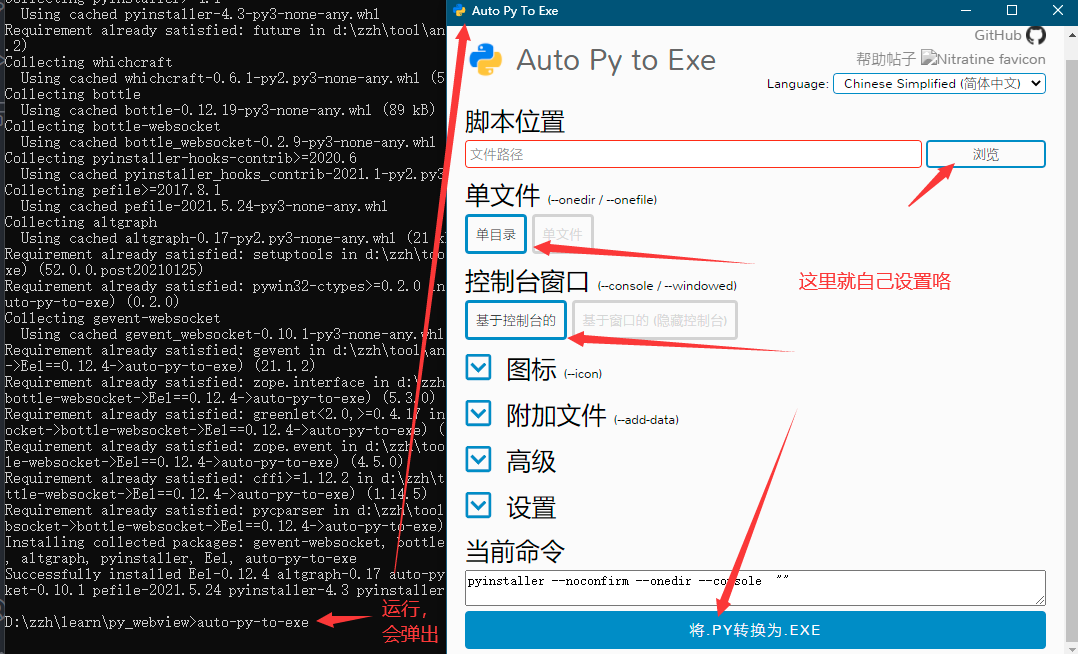 Collecting pyinstaller>=4.1
Using cached pyinstaller-4.3-py3-none-any.whl
Requirement already satisfied: future in d:\zzh\tool\an
.2)
Collecting whichcraft
Using cached whichcraft-0.6.1-py2.py3-none-any.whl (5
Collecting bottle
Using cached bottle-0.12.19-py3-none-any.whl (89 kB)
Collecting bottle-websocket
Using cached bottle_websocket-0.2.9-py3-none-any.whl
Collecting pyinstaller-hooks-contrib>=2020.6
Using cached pyinstaller_hooks_contrib-2021.1-py2.py3
Collecting pefile>=2017.8.1
Using cached pefile-2021.5.24-py3-none-any.whl
Collecting altgraph
Using cached altgraph-0.17-py2.py3-none-any.whl (21 k
Requirement already satisfied: setuptools in d:\zzh\too
xe) (52.0.0.post20210125)
Requirement already satisfied: pywin32-ctypes>=0.2.0 in
uto-py-to-exe) (0.2.0)
Collecting gevent-websocket
Using cached gevent_websocket-0.10.1-py3-none-any.whl
Requirement already satisfied: gevent in d:\zzh\tool\an
->Eel==0.12.4->auto-py-to-exe) (21.1.2)
Requirement already satisfied: zope.interface in d:\zzh
bottle-websocket->Eel==0.12.4->auto-py-to-exe) (5.3.0)
Requirement already satisfied: greenlet<2.0,>=0.4.17 in
ocket->bottle-websocket->Eel==0.12.4->auto-py-to-exe) (
Requirement already satisfied: zope.event in d:\zzh\too
le-websocket->Eel==0.12.4->auto-py-to-exe) (4.5.0)
Requirement already satisfied: cffi>=1.12.2 in d:\zzh\t
ttle-websocket->Eel==0.12.4->auto-py-to-exe) (1.14.5)
Requirement already satisfied: pycparser in d:\zzh\tool
bsocket->bottle-websocket->Eel==0.12.4->auto-py-to-exe)
Installing collected packages: gevent-websocket, bottle
, altgraph, pyinstaller, Eel, auto-py-to-exe
Successfully installed Eel-0.12.4 altgraph-0.17 auto-py
ket-0.10.1 pefile-2021.5.24 pyinstaller-4.3 pyinstaller
D:\zzh\learn\py_webview>auto-py-to-exe
运行，
会弹出
Auto Py To Exe
GitHub
Auto Py to Exe
帮助帖子 Nitratine favicon
Language: Chinese Simplified (简体中文)
脚本位置
文件路径
浏览
单文件 (--onedir / --onefile)
单目录 单文件
这里就自己设置咯
控制台窗口 (--console / --windowed)
基于控制台的 基于窗口的 (隐藏控制台)
图标 (--icon)
附加文件 (--add-data)
高级
设置
当前命令
pyinstaller --noconfirm --onedir --console ""
将.PY转换为.EXE